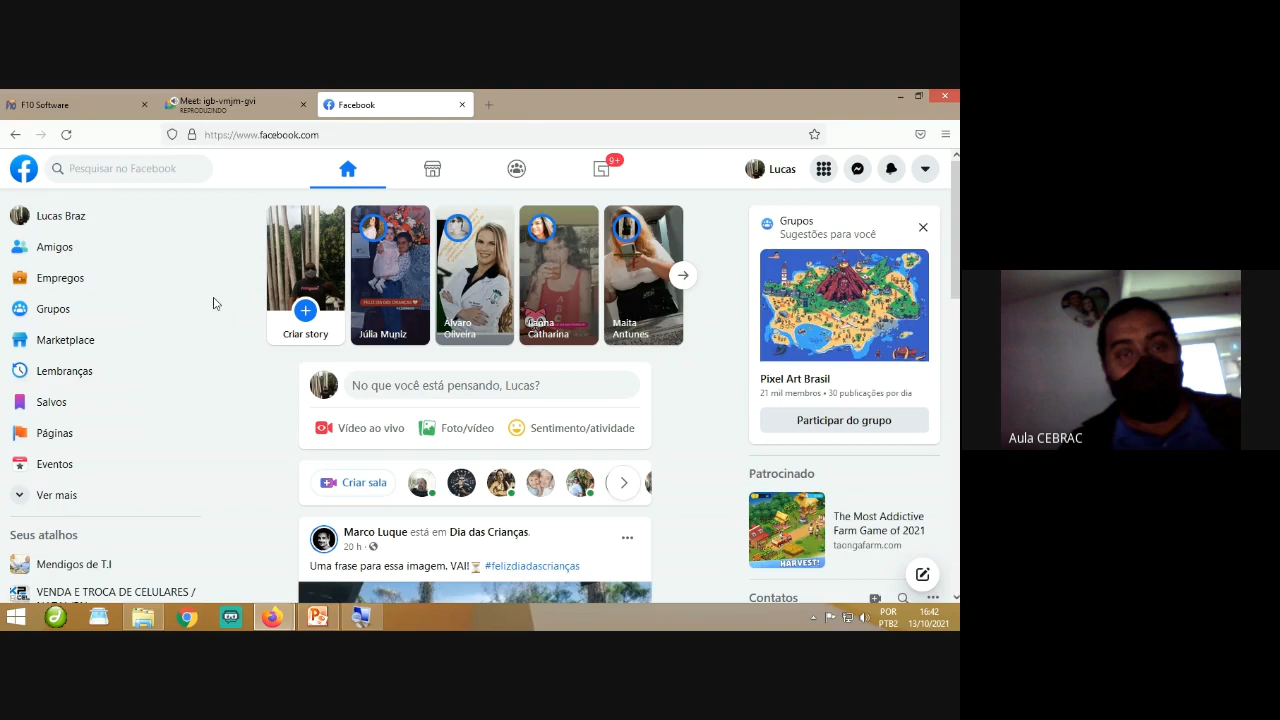 F10 Software
Meet: igb-vmjm-gvi
REPRODUZINDO
Facebook
https://www.facebook.com
Pesquisar no Facebook
9+
Lucas
Lucas Braz
Amigos
Empregos
Grupos
Marketplace
Lembranças
Salvos
Páginas
Eventos
Ver mais
Seus atalhos
Mendigos de T.I
VENDA E TROCA DE CELULARES /
Criar story
FELIZ DIA DAS CRIANÇAS
Júlia Muniz
Álvaro
Oliveira
Catharina
Maita
Antunes
No que você está pensando, Lucas?
Vídeo ao vivo
Foto/vídeo
Sentimento/atividade
Criar sala
Marco Luque está em Dia das Crianças.
20 h
Uma frase para essa imagem. VAI! #felizdiadascrianças
Grupos
Sugestões para você
Pixel Art Brasil
21 mil membros • 30 publicações por dia
Participar do grupo
Patrocinado
HARVEST!
The Most Addictive
Farm Game of 2021
taongafarm.com
Contatos
POR
PTB2
16:42
13/10/2021
Aula CEBRAC